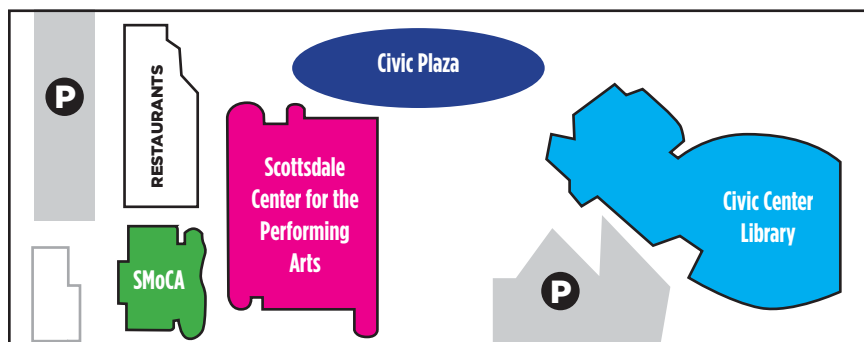 P
RESTAURANTS
Civic Plaza
Scottsdale
Center for the
Performing
Arts
Civic Center
Library
SMoCA
P